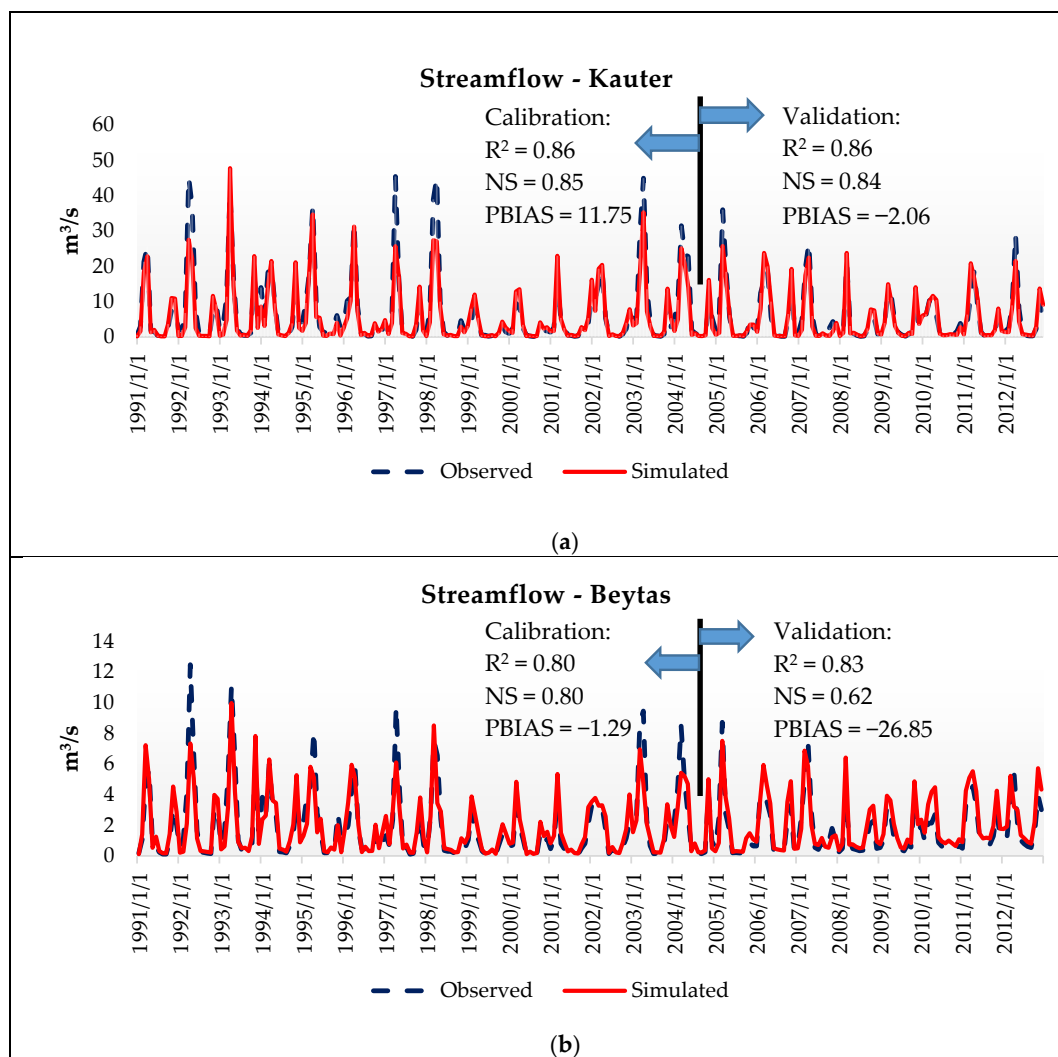 Streamflow - Kauter
Calibration:
R² = 0.86
NS = 0.85
PBIAS = 11.75
Validation:
R² = 0.86
NS = 0.84
PBIAS = −2.06
m³/s
60
50
40
30
20
10
0
1991/1/1
1992/1/1
1993/1/1
1994/1/1
1995/1/1
1996/1/1
1997/1/1
1998/1/1
1999/1/1
2000/1/1
2001/1/1
2002/1/1
2003/1/1
2004/1/1
2005/1/1
2006/1/1
2007/1/1
2008/1/1
2009/1/1
2010/1/1
2011/1/1
2012/1/1
Observed Simulated
(a)
Streamflow - Beytas
Calibration:
R² = 0.80
NS = 0.80
PBIAS = −1.29
Validation:
R² = 0.83
NS = 0.62
PBIAS = −26.85
m³/s
14
12
10
8
6
4
2
0
1991/1/1
1992/1/1
1993/1/1
1994/1/1
1995/1/1
1996/1/1
1997/1/1
1998/1/1
1999/1/1
2000/1/1
2001/1/1
2002/1/1
2003/1/1
2004/1/1
2005/1/1
2006/1/1
2007/1/1
2008/1/1
2009/1/1
2010/1/1
2011/1/1
2012/1/1
Observed Simulated
(b)